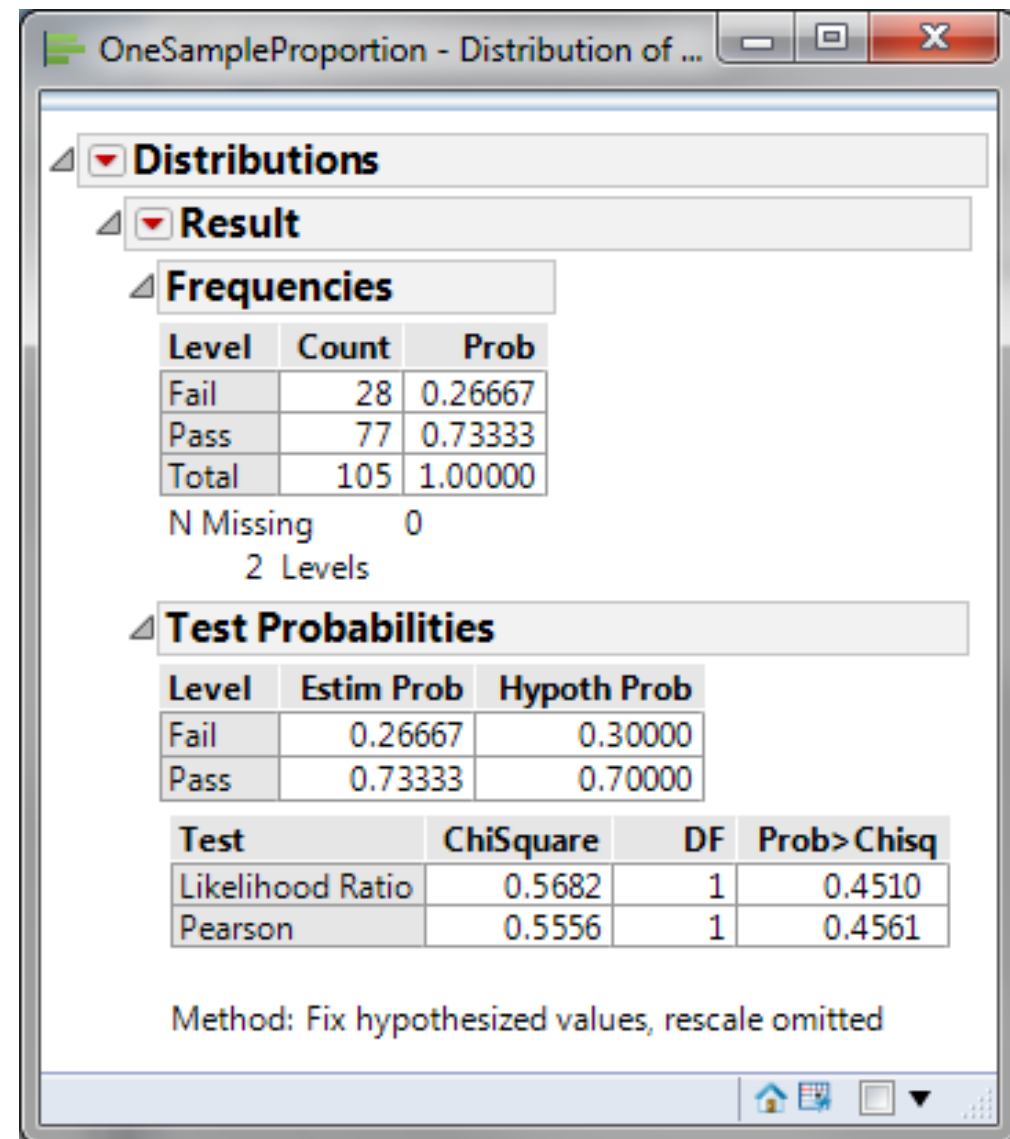 OneSampleProportion - Distribution of ...
Distributions
Result
Frequencies
Level Count Prob
Fail 28 0.26667
Pass 77 0.73333
Total 105 1.00000
N Missing 0
2 Levels
Test Probabilities
Level Estim Prob Hypoth Prob
Fail 0.26667 0.30000
Pass 0.73333 0.70000
Test ChiSquare DF Prob>Chisq
Likelihood Ratio 0.5682 1 0.4510
Pearson 0.5556 1 0.4561
Method: Fix hypothesized values, rescale omitted